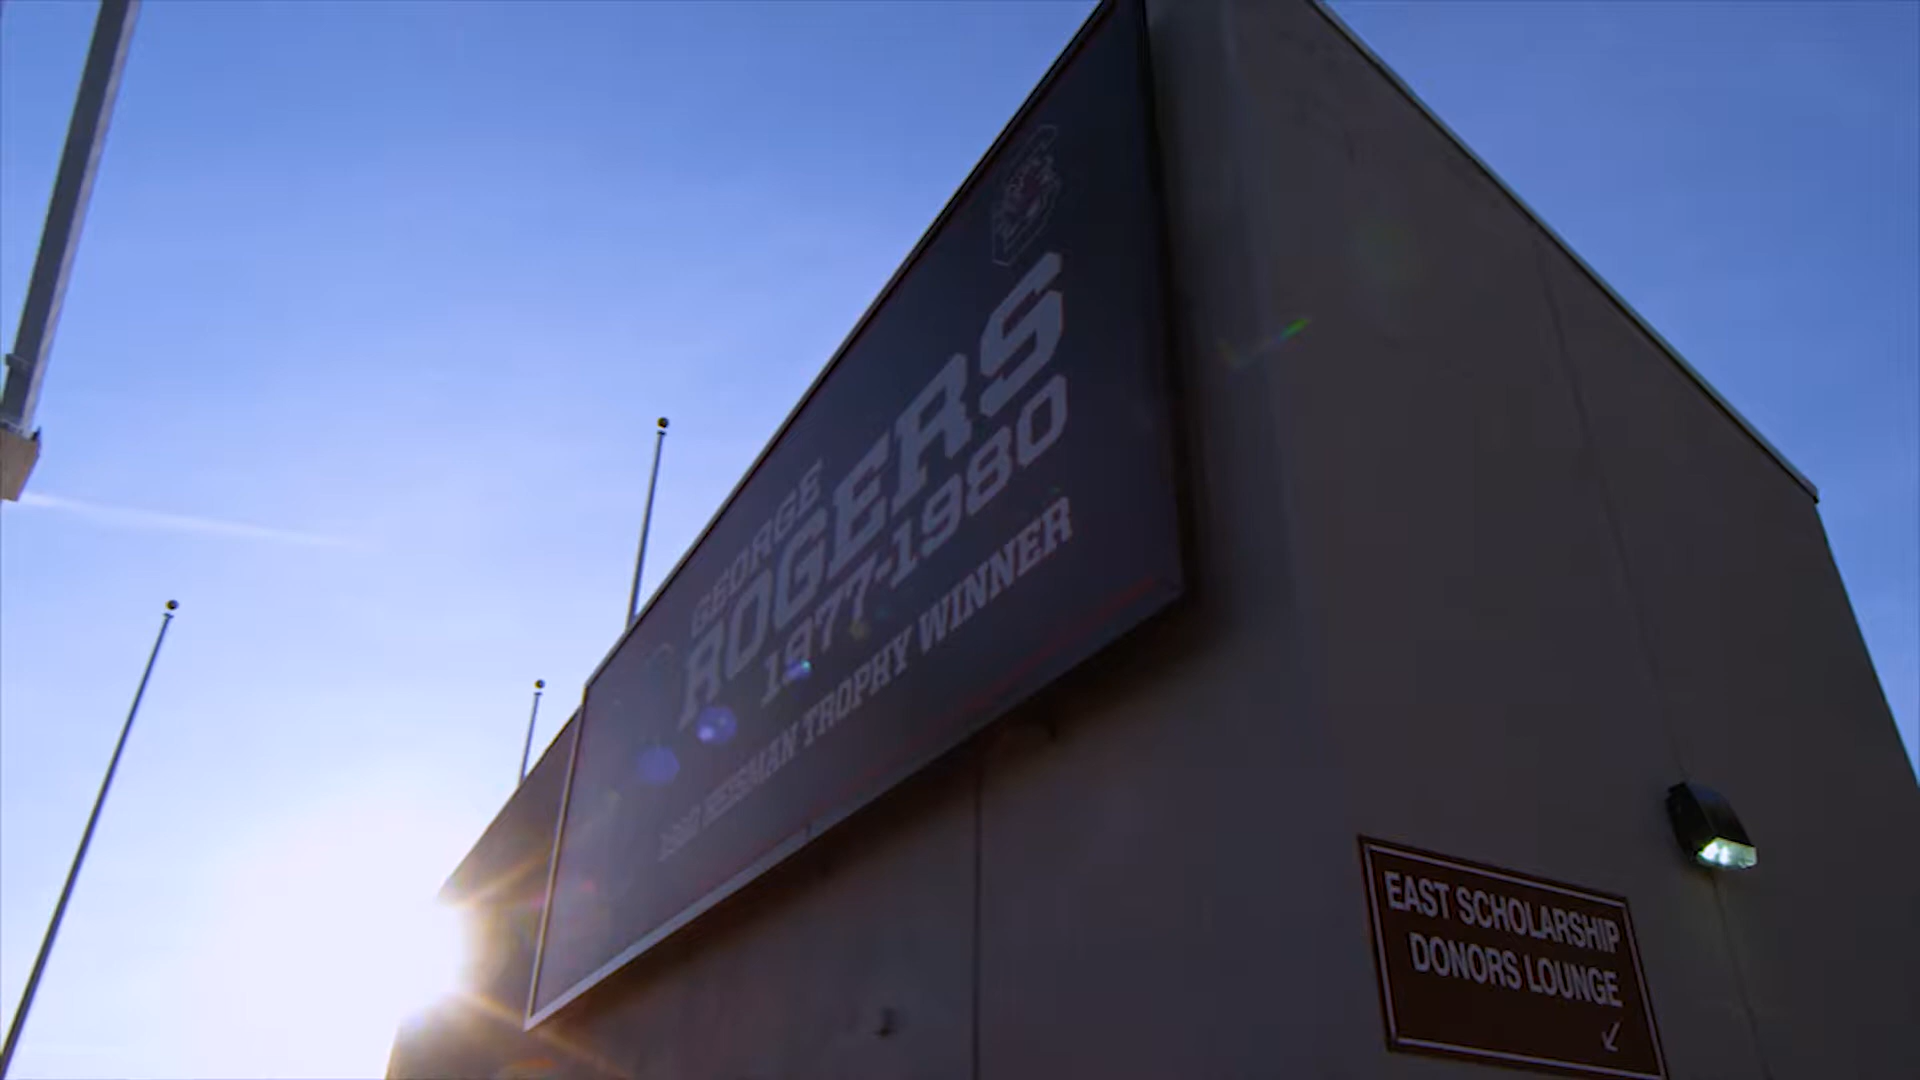 GEORGE
ROGERS
1977-1980
1980 HEISMAN TROPHY WINNER
EAST SCHOLARSHIP
DONORS LOUNGE